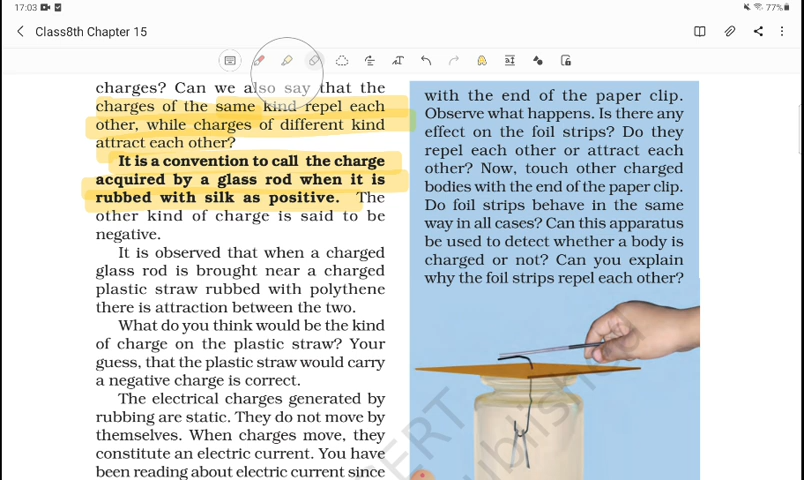 17:03
77%
Class8th Chapter 15
charges? Can we also say that the
charges of the same kind repel each
other, while charges of different kind
attract each other?
It is a convention to call the charge
acquired by a glass rod when it is
rubbed with silk as positive. The
other kind of charge is said to be
negative.
It is observed that when a charged
glass rod is brought near a charged
plastic straw rubbed with polythene
there is attraction between the two.
What do you think would be the kind
of charge on the plastic straw? Your
guess, that the plastic straw would carry
a negative charge is correct.
The electrical charges generated by
rubbing are static. They do not move by
themselves. When charges move, they
constitute an electric current. You have
been reading about electric current since
with the end of the paper clip.
Observe what happens. Is there any
effect on the foil strips? Do they
repel each other or attract each
other? Now, touch other charged
bodies with the end of the paper clip.
Do foil strips behave in the same
way in all cases? Can this apparatus
be used to detect whether a body is
charged or not? Can you explain
why the foil strips repel each other?